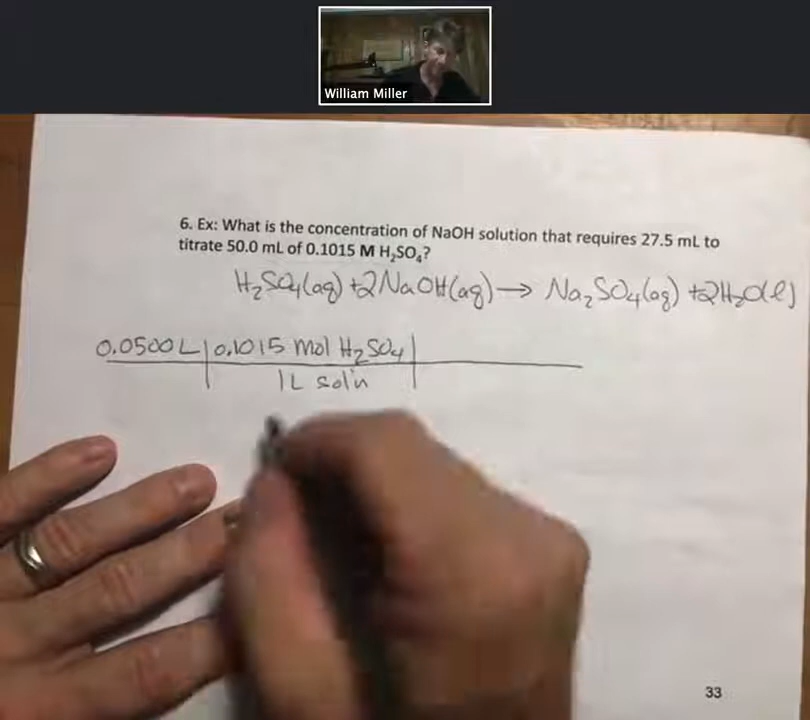 William Miller
6. Ex: What is the concentration of NaOH solution that requires 27.5 mL to
titrate 50.0 mL of 0.1015 M H₂SO₄?
H₂SO₄(aq) + 2NaOH(aq) → Na₂SO₄(aq) + 2H₂O(l)
0.0500 L | 0.1015 mol H₂SO₄ |
1 L sol'n
33